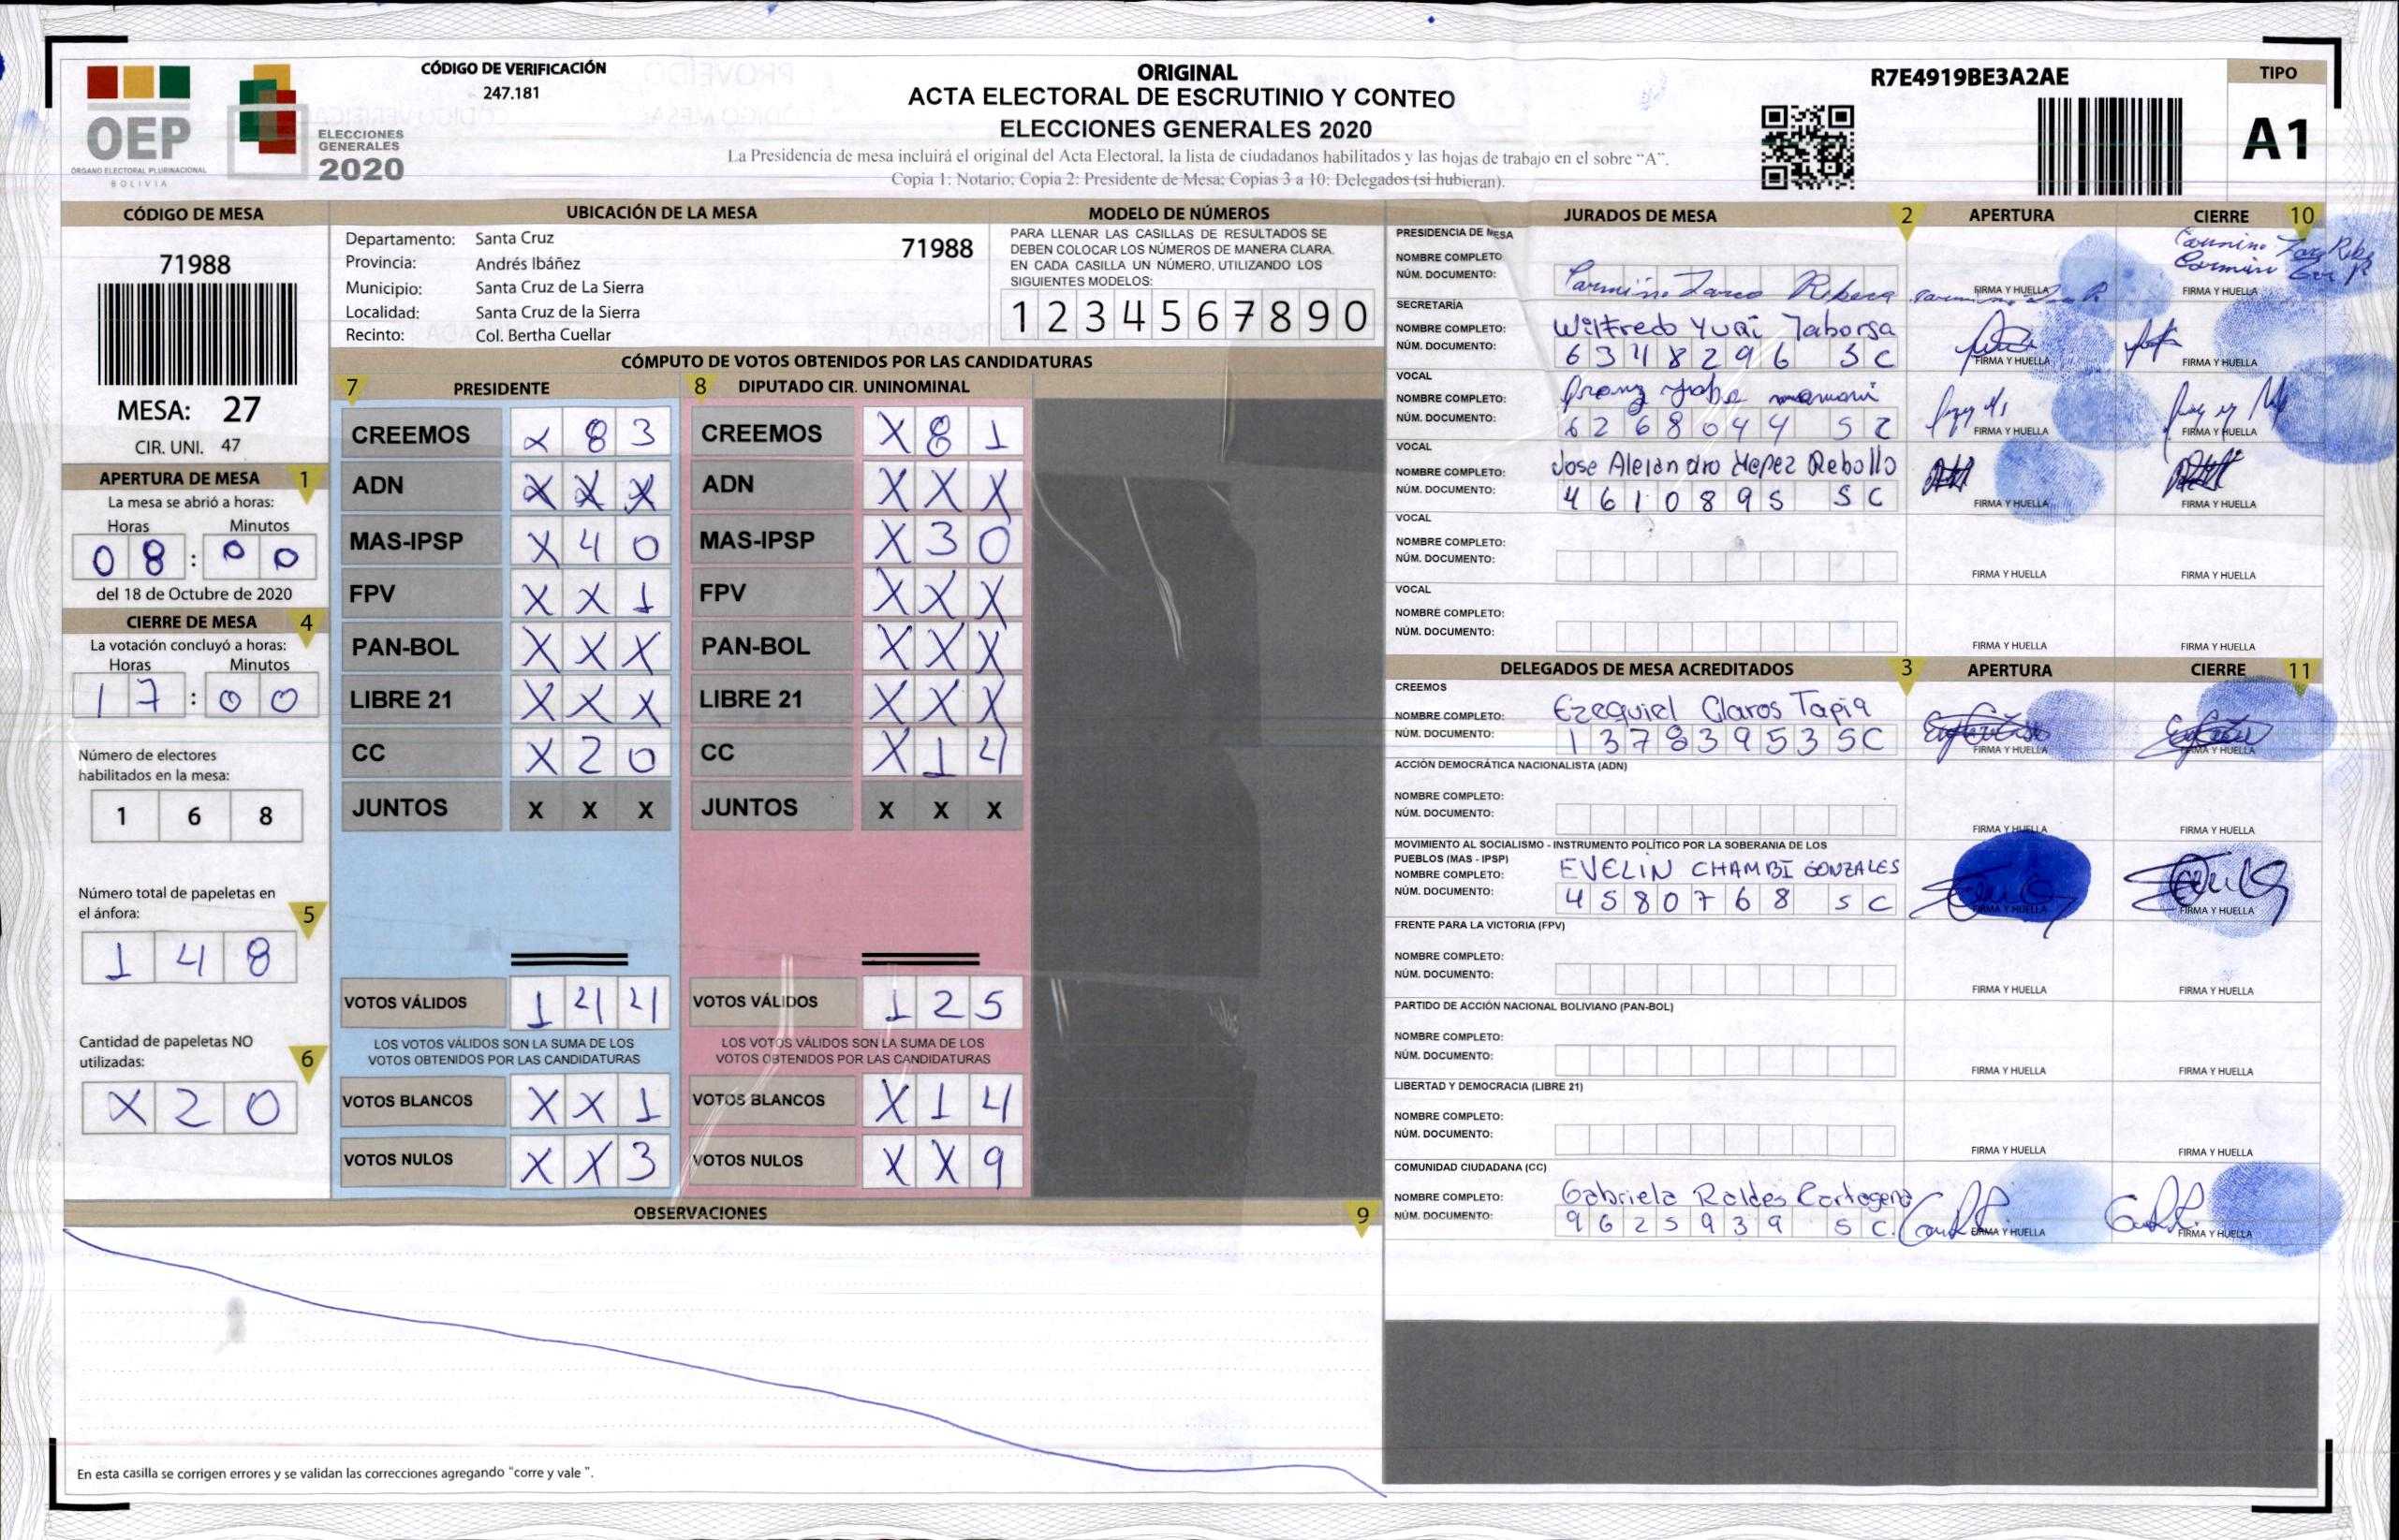 CÓDIGO DE VERIFICACIÓN
247.181
OEP
ÓRGANO ELECTORAL PLURINACIONAL
BOLIVIA
ELECCIONES
GENERALES
2020
ORIGINAL
ACTA ELECTORAL DE ESCRUTINIO Y CONTEO
ELECCIONES GENERALES 2020
La Presidencia de mesa incluirá el original del Acta Electoral, la lista de ciudadanos habilitados y las hojas de trabajo en el sobre “A”.
Copia 1: Notario; Copia 2: Presidente de Mesa; Copias 3 a 10: Delegados (si hubieran).
R7E4919BE3A2AE
TIPO
A1
CÓDIGO DE MESA
71988
MESA: 27
CIR. UNI. 47
APERTURA DE MESA 1
La mesa se abrió a horas:
Horas Minutos
08:00
del 18 de Octubre de 2020
CIERRE DE MESA 4
La votación concluyó a horas:
Horas Minutos
17:00
Número de electores
habilitados en la mesa:
1 6 8
Número total de papeletas en
el ánfora: 5
1 4 8
Cantidad de papeletas NO
utilizadas: 6
X 2 0
UBICACIÓN DE LA MESA
Departamento: Santa Cruz 71988
Provincia: Andrés Ibáñez
Municipio: Santa Cruz de La Sierra
Localidad: Santa Cruz de la Sierra
Recinto: Col. Bertha Cuellar
MODELO DE NÚMEROS
PARA LLENAR LAS CASILLAS DE RESULTADOS SE
DEBEN COLOCAR LOS NÚMEROS DE MANERA CLARA.
EN CADA CASILLA UN NÚMERO, UTILIZANDO LOS
SIGUIENTES MODELOS:
1 2 3 4 5 6 7 8 9 0
CÓMPUTO DE VOTOS OBTENIDOS POR LAS CANDIDATURAS
7 PRESIDENTE 8 DIPUTADO CIR. UNINOMINAL
CREEMOS X 8 3 CREEMOS X 8 1
ADN X X X ADN X X X
MAS-IPSP X 4 0 MAS-IPSP X 3 0
FPV X X 1 FPV X X X
PAN-BOL X X X PAN-BOL X X X
LIBRE 21 X X X LIBRE 21 X X X
CC X 2 0 CC X 1 4
JUNTOS X X X JUNTOS X X X
VOTOS VÁLIDOS 1 4 4 VOTOS VÁLIDOS 1 2 5
LOS VOTOS VÁLIDOS SON LA SUMA DE LOS LOS VOTOS VÁLIDOS SON LA SUMA DE LOS
VOTOS OBTENIDOS POR LAS CANDIDATURAS VOTOS OBTENIDOS POR LAS CANDIDATURAS
VOTOS BLANCOS X X 1 VOTOS BLANCOS X 1 4
VOTOS NULOS X X 3 VOTOS NULOS X X 9
OBSERVACIONES 9
En esta casilla se corrigen errores y se validan las correcciones agregando "corre y vale ".
JURADOS DE MESA 2 APERTURA CIERRE 10
PRESIDENCIA DE MESA
NOMBRE COMPLETO
NÚM. DOCUMENTO: FIRMA Y HUELLA FIRMA Y HUELLA
SECRETARÍA
NOMBRE COMPLETO: Wilfredo Yuri Taborga
NÚM. DOCUMENTO: 6348296 SC FIRMA Y HUELLA FIRMA Y HUELLA
VOCAL
NOMBRE COMPLETO: mamani
NÚM. DOCUMENTO: 6268044 SC FIRMA Y HUELLA FIRMA Y HUELLA
VOCAL
NOMBRE COMPLETO: Jose Alejandro Yepez Rebollo
NÚM. DOCUMENTO: 4610895 SC FIRMA Y HUELLA FIRMA Y HUELLA
VOCAL
NOMBRE COMPLETO:
NÚM. DOCUMENTO: FIRMA Y HUELLA FIRMA Y HUELLA
VOCAL
NOMBRE COMPLETO:
NÚM. DOCUMENTO: FIRMA Y HUELLA FIRMA Y HUELLA
DELEGADOS DE MESA ACREDITADOS 3 APERTURA CIERRE 11
CREEMOS
NOMBRE COMPLETO: Ezequiel Claros Tapia
NÚM. DOCUMENTO: 13783953SC FIRMA Y HUELLA FIRMA Y HUELLA
ACCIÓN DEMOCRÁTICA NACIONALISTA (ADN)
NOMBRE COMPLETO:
NÚM. DOCUMENTO: FIRMA Y HUELLA FIRMA Y HUELLA
MOVIMIENTO AL SOCIALISMO - INSTRUMENTO POLÍTICO POR LA SOBERANIA DE LOS
PUEBLOS (MAS - IPSP)
NOMBRE COMPLETO: EVELIN CHAMBI GONZALES
NÚM. DOCUMENTO: 4580768 SC FIRMA Y HUELLA FIRMA Y HUELLA
FRENTE PARA LA VICTORIA (FPV)
NOMBRE COMPLETO:
NÚM. DOCUMENTO: FIRMA Y HUELLA FIRMA Y HUELLA
PARTIDO DE ACCIÓN NACIONAL BOLIVIANO (PAN-BOL)
NOMBRE COMPLETO:
NÚM. DOCUMENTO: FIRMA Y HUELLA FIRMA Y HUELLA
LIBERTAD Y DEMOCRACIA (LIBRE 21)
NOMBRE COMPLETO:
NÚM. DOCUMENTO: FIRMA Y HUELLA FIRMA Y HUELLA
COMUNIDAD CIUDADANA (CC)
NOMBRE COMPLETO: Gabriela Roldes Cartagena
NÚM. DOCUMENTO: 9625939 SC. FIRMA Y HUELLA FIRMA Y HUELLA